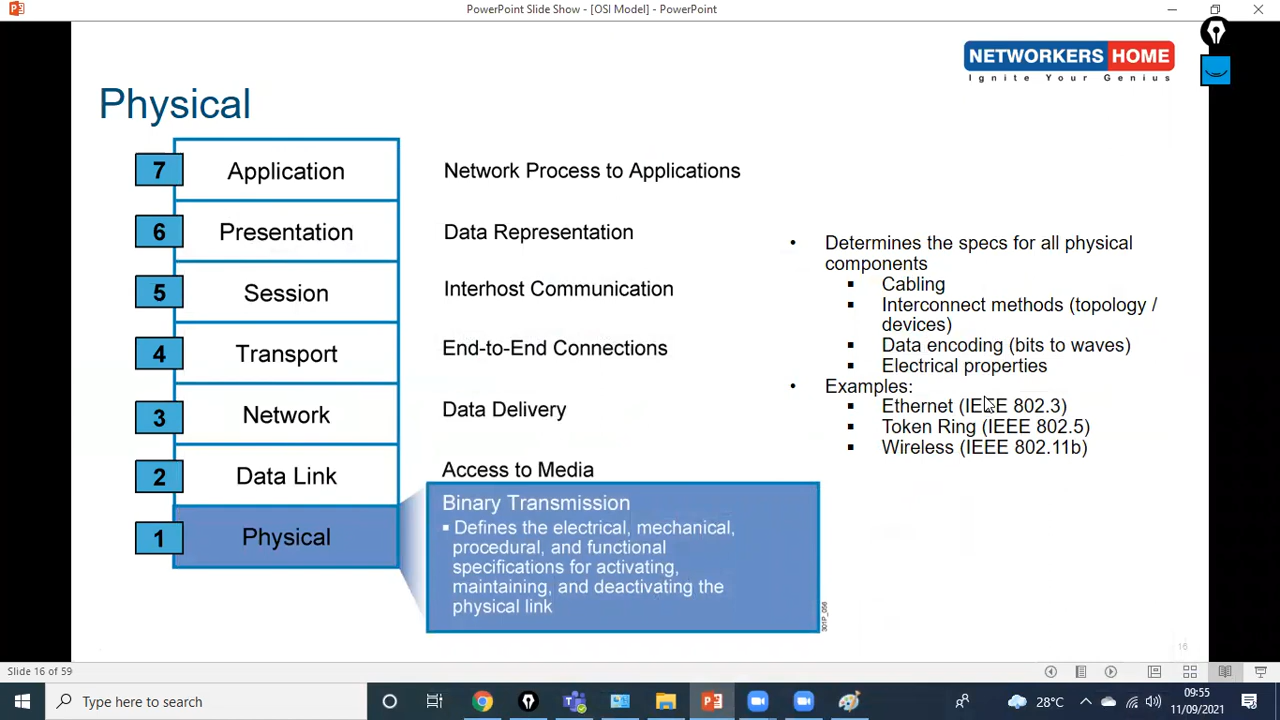 PowerPoint Slide Show - [OSI Model] - PowerPoint
NETWORKERS HOME
Ignite Your Genius
Physical
7 Application Network Process to Applications
6 Presentation Data Representation
5 Session Interhost Communication
4 Transport End-to-End Connections
3 Network Data Delivery
2 Data Link Access to Media
1 Physical
Binary Transmission
▪ Defines the electrical, mechanical,
procedural, and functional
specifications for activating,
maintaining, and deactivating the
physical link
301P_056
• Determines the specs for all physical
components
▪ Cabling
▪ Interconnect methods (topology /
devices)
▪ Data encoding (bits to waves)
▪ Electrical properties
• Examples:
▪ Ethernet (IEEE 802.3)
▪ Token Ring (IEEE 802.5)
▪ Wireless (IEEE 802.11b)
16
Slide 16 of 59
Type here to search
28°C
09:55
11/09/2021